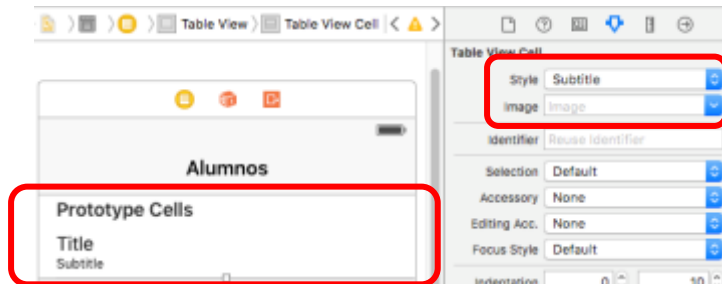 Table View Table View Cell
Table View Cell
Style Subtitle
Image Image
Identifier Reuse Identifier
Selection Default
Accessory None
Editing Acc. None
Focus Style Default
Indentation 0 10
Alumnos
Prototype Cells
Title
Subtitle